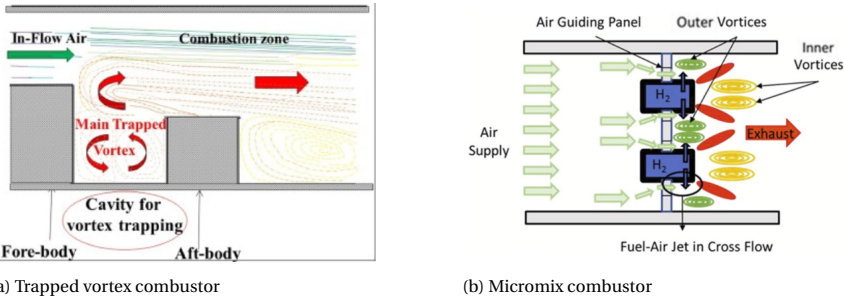 In-Flow Air
Combustion zone
Main Trapped
Vortex
Cavity for
vortex trapping
Fore-body
Aft-body
a) Trapped vortex combustor
Air Guiding Panel
Outer Vortices
Inner
Vortices
H2
Air
Supply
Exhaust
H2
Fuel-Air Jet in Cross Flow
(b) Micromix combustor